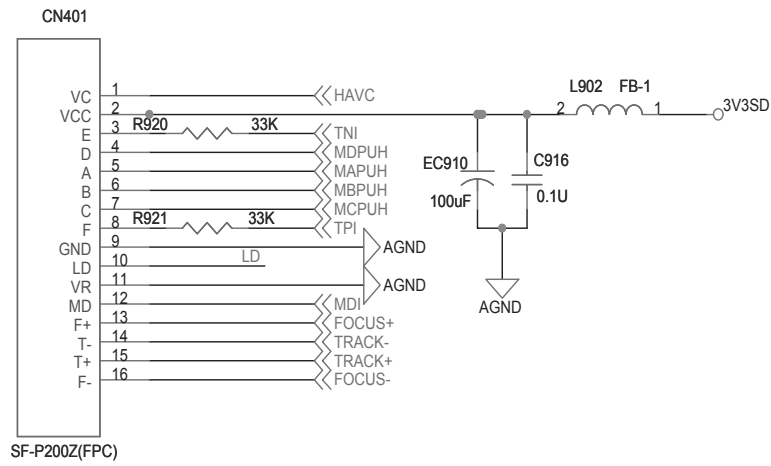 CN401
L902 FB-1
VC 1 HAVC
VCC 2 2 1 3V3SD
E 3 R920 33K TNI
D 4 MDPUH
A 5 MAPUH
EC910 C916
B 6 MBPUH
100uF 0.1U
C 7 MCPUH
F 8 R921 33K TPI
GND 9 AGND
LD 10 LD
VR 11 AGND
AGND
MD 12 MDI
F+ 13 FOCUS+
T- 14 TRACK-
T+ 15 TRACK+
F- 16 FOCUS-
SF-P200Z(FPC)